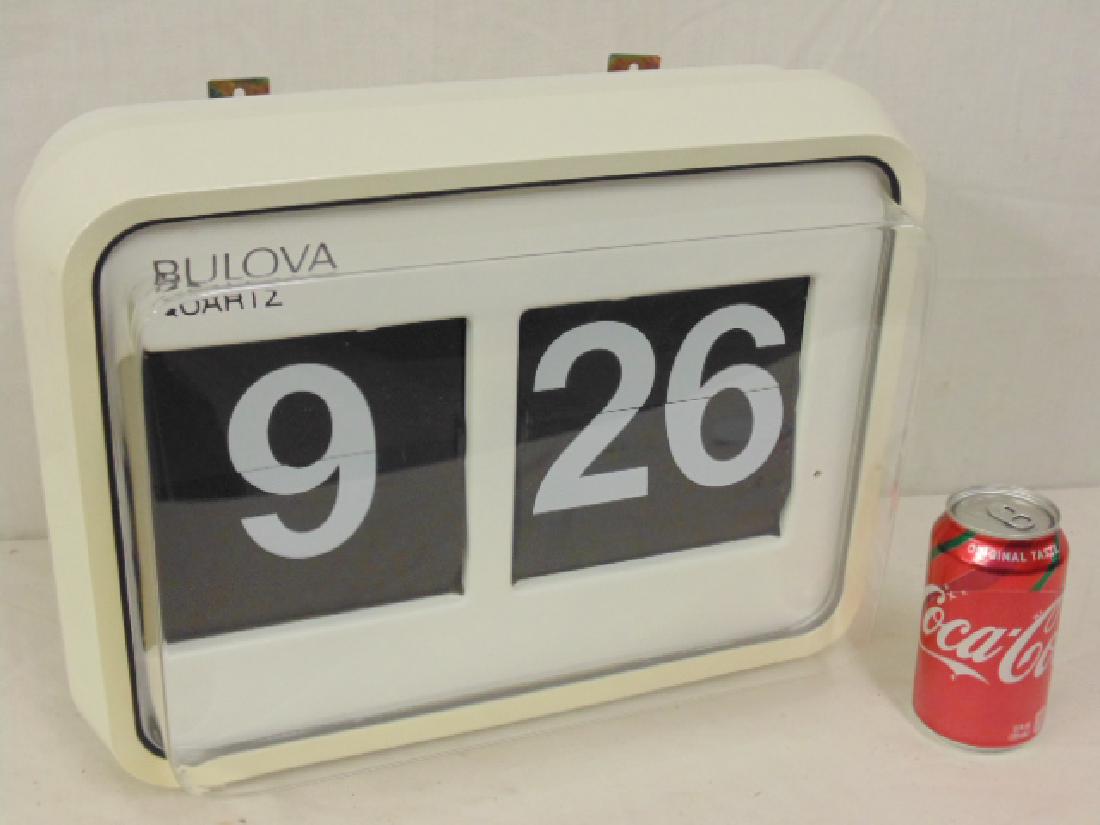 BULOVA
QUARTZ
9 26
ORIGINAL TASTE
Coca-Cola